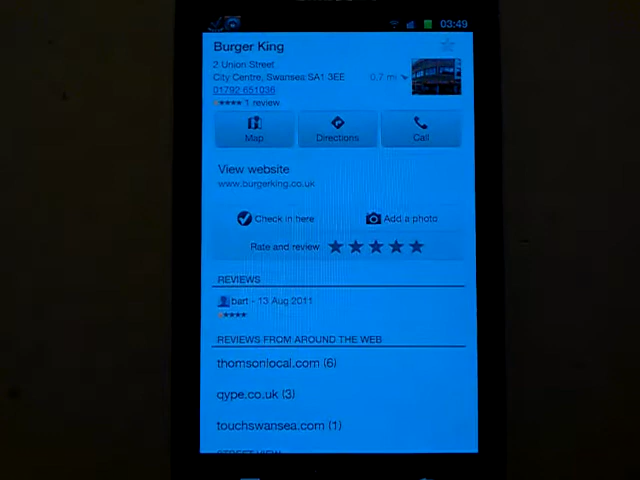 03:49
Burger King
2 Union Street
City Centre, Swansea SA1 3EE
0.7 mi
01792 651036
1 review
Map
Directions
Call
View website
www.burgerking.co.uk
Check in here
Add a photo
Rate and review
REVIEWS
bart - 13 Aug 2011
REVIEWS FROM AROUND THE WEB
thomsonlocal.com (6)
qype.co.uk (3)
touchswansea.com (1)